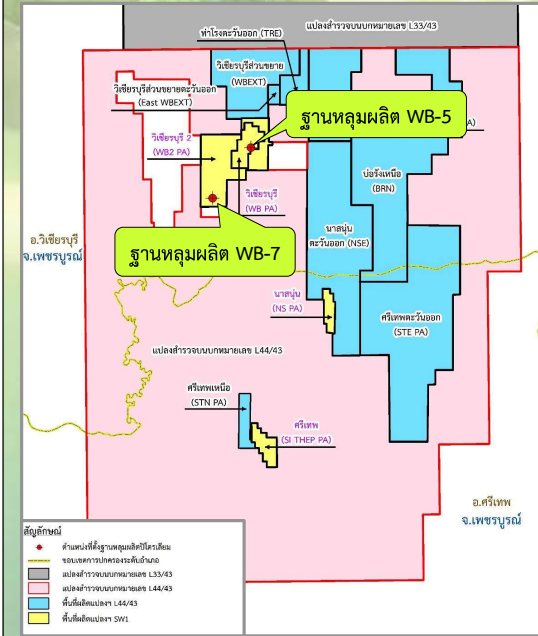 แปลงสำรวจบนบกหมายเลข L33/43
ท่าโรงตะวันออก (TRE)
วิเชียรบุรีส่วนขยาย
(WBEXT)
วิเชียรบุรีส่วนขยายตะวันออก
(East WBEXT)
ฐานหลุมผลิต WB-5
วิเชียรบุรี 2
(WB2 PA)
บ่อรังเหนือ
(BRN)
วิเชียรบุรี
(WB PA)
นาสนุ่น
ตะวันออก (NSE)
อ.วิเชียรบุรี
จ.เพชรบูรณ์
ฐานหลุมผลิต WB-7
นาสนุ่น
(NS PA)
ศรีเทพตะวันออก
(STE PA)
แปลงสำรวจบนบกหมายเลข L44/43
ศรีเทพเหนือ
(STN PA)
ศรีเทพ
(SI THEP PA)
อ.ศรีเทพ
จ.เพชรบูรณ์
สัญลักษณ์
ตำแหน่งที่ตั้งฐานหลุมผลิตปิโตรเลียม
ขอบเขตการปกครองระดับอำเภอ
แปลงสำรวจบนบกหมายเลข L33/43
แปลงสำรวจบนบกหมายเลข L44/43
พื้นที่ผลิตแปลงฯ L44/43
พื้นที่ผลิตแปลงฯ SW1